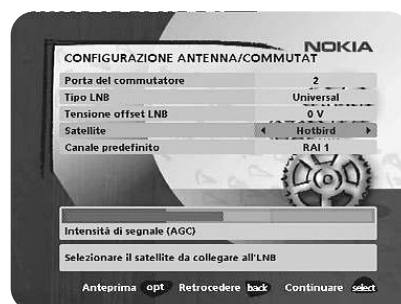 NOKIA
CONFIGURAZIONE ANTENNA/COMMUTAT
Porta del commutatore 2
Tipo LNB Universal
Tensione offset LNB 0 V
Satellite Hotbird
Canale predefinito RAI 1
Intensità di segnale (AGC)
Selezionare il satellite da collegare all'LNB
Anteprima opt Retrocedere back Continuare select